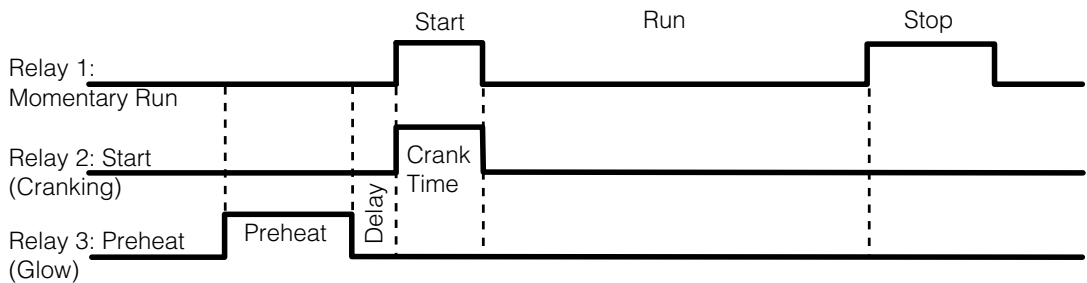 Start
Run
Stop
Relay 1:
Momentary Run
Relay 2: Start
(Cranking)
Crank
Time
Delay
Relay 3: Preheat
(Glow)
Preheat